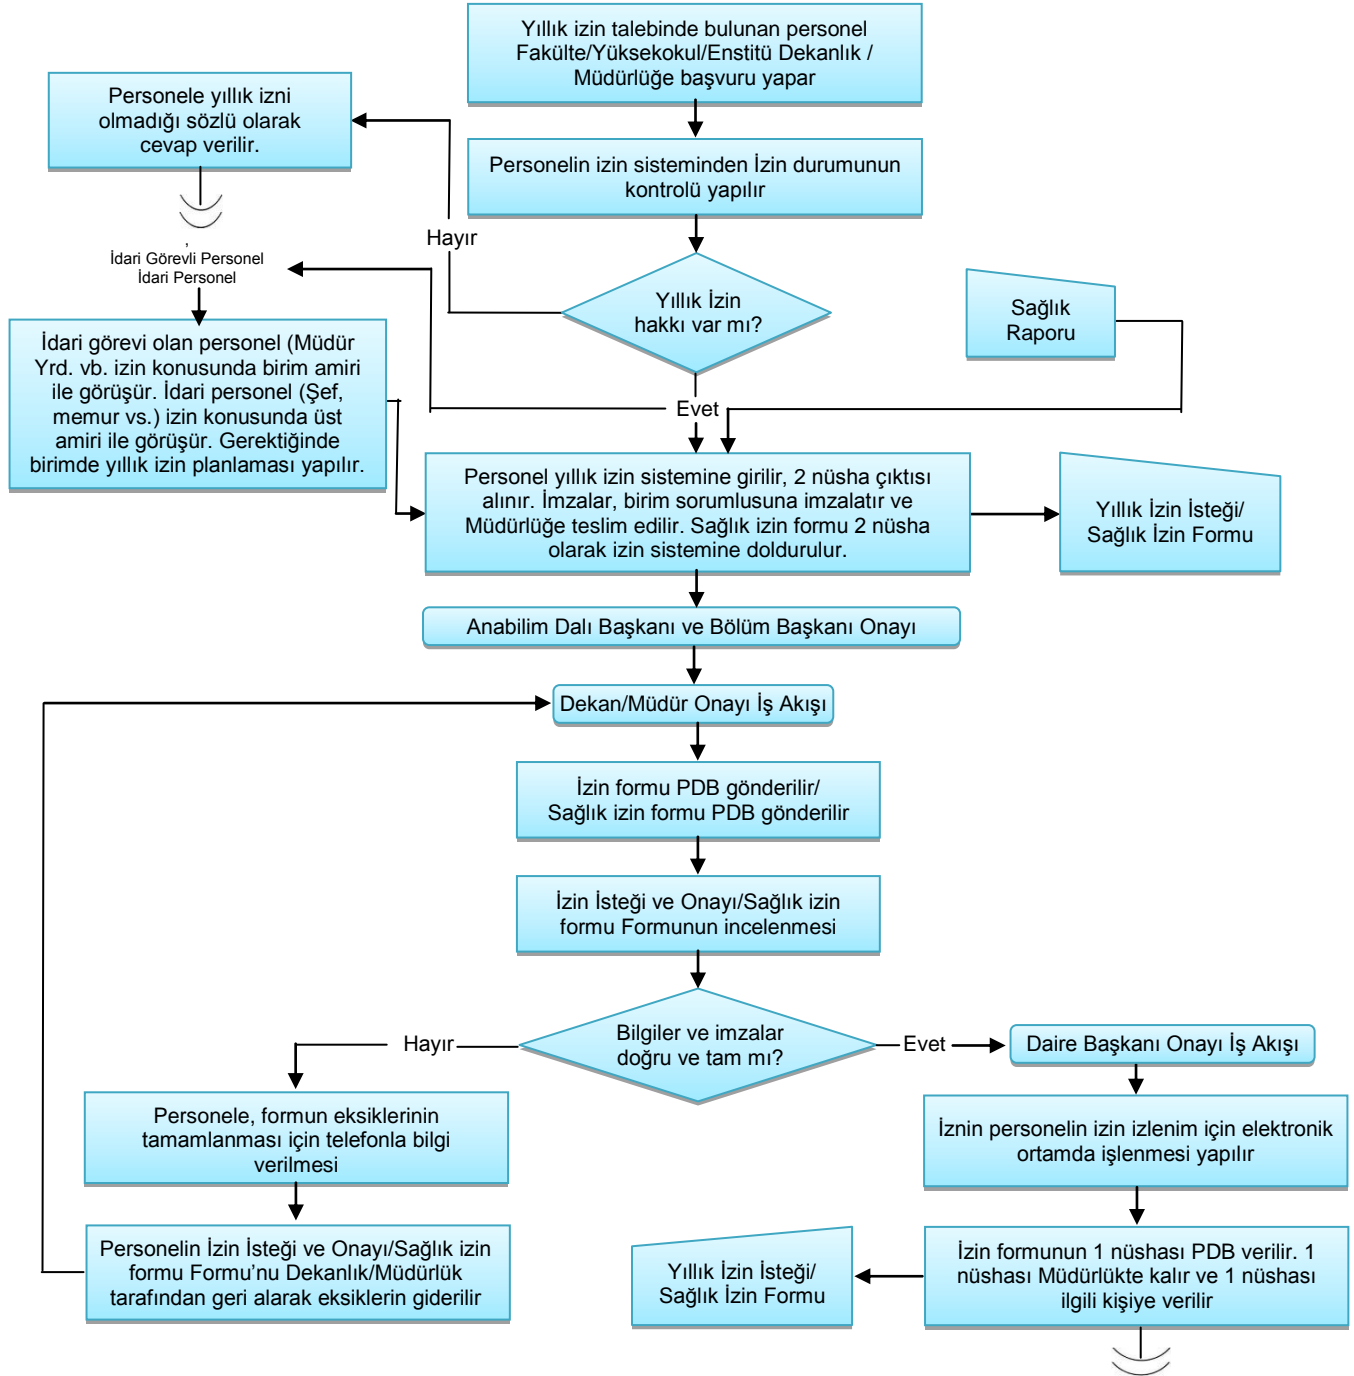 Yıllık izin talebinde bulunan personel
Fakülte/Yüksekokul/Enstitü Dekanlık /
Müdürlüğe başvuru yapar
Personele yıllık izni
olmadığı sözlü olarak
cevap verilir.
Personelin izin sisteminden İzin durumunun
kontrolü yapılır
Hayır
,
İdari Görevli Personel
İdari Personel
Yıllık İzin
hakkı var mı?
Sağlık
Raporu
İdari görevi olan personel (Müdür
Yrd. vb. izin konusunda birim amiri
ile görüşür. İdari personel (Şef,
memur vs.) izin konusunda üst
amiri ile görüşür. Gerektiğinde
birimde yıllık izin planlaması yapılır.
Evet
Personel yıllık izin sistemine girilir, 2 nüsha çıktısı
alınır. İmzalar, birim sorumlusuna imzalatır ve
Müdürlüğe teslim edilir. Sağlık izin formu 2 nüsha
olarak izin sistemine doldurulur.
Yıllık İzin İsteği/
Sağlık İzin Formu
Anabilim Dalı Başkanı ve Bölüm Başkanı Onayı
Dekan/Müdür Onayı İş Akışı
İzin formu PDB gönderilir/
Sağlık izin formu PDB gönderilir
İzin İsteği ve Onayı/Sağlık izin
formu Formunun incelenmesi
Bilgiler ve imzalar
doğru ve tam mı?
Hayır
Evet
Daire Başkanı Onayı İş Akışı
Personele, formun eksiklerinin
tamamlanması için telefonla bilgi
verilmesi
İznin personelin izin izlenim için elektronik
ortamda işlenmesi yapılır
Personelin İzin İsteği ve Onayı/Sağlık izin
formu Formu’nu Dekanlık/Müdürlük
tarafından geri alarak eksiklerin giderilir
Yıllık İzin İsteği/
Sağlık İzin Formu
İzin formunun 1 nüshası PDB verilir. 1
nüshası Müdürlükte kalır ve 1 nüshası
ilgili kişiye verilir